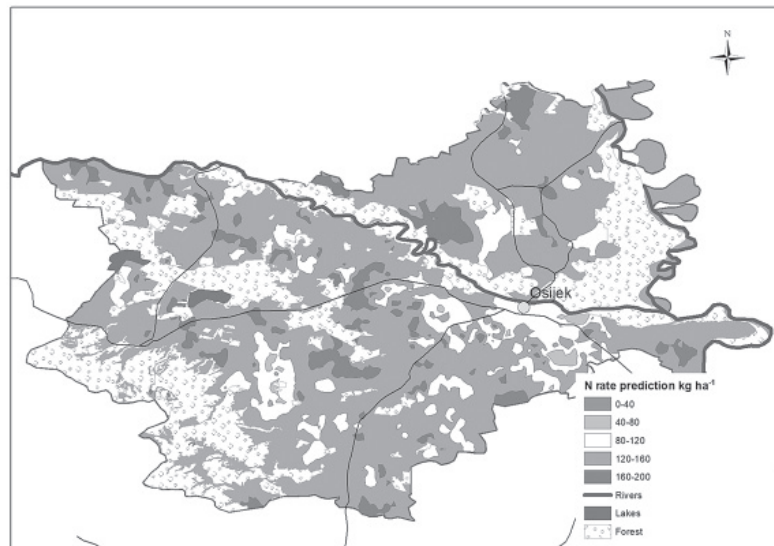 N
Osijek
N rate prediction kg ha⁻¹
0-40
40-80
80-120
120-160
160-200
Rivers
Lakes
Forest